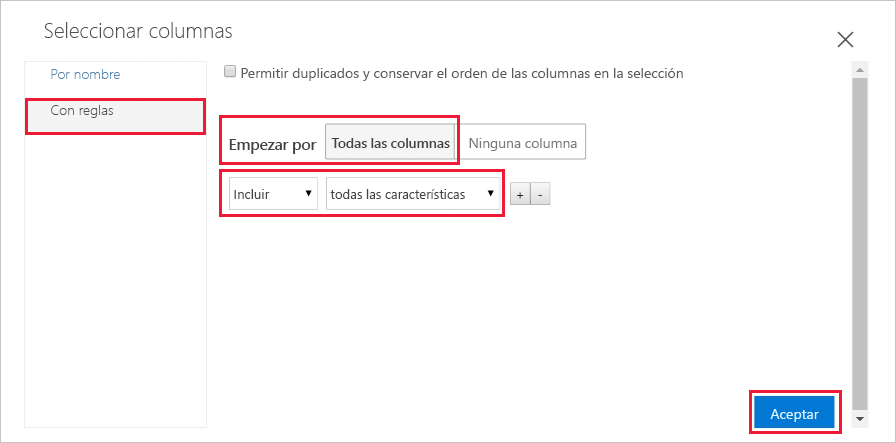 Seleccionar columnas
Por nombre
Con reglas
Permitir duplicados y conservar el orden de las columnas en la selección
Empezar por Todas las columnas Ninguna columna
Incluir todas las características + -
Aceptar